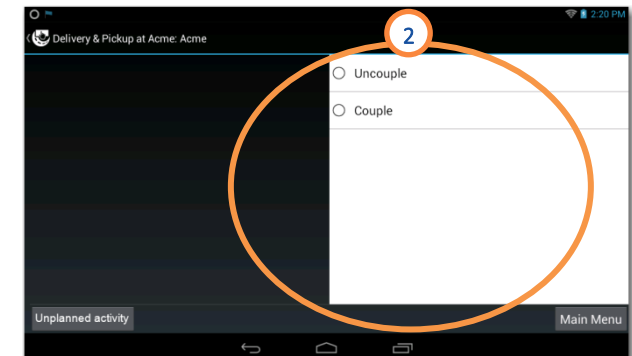 2:20 PM
Delivery & Pickup at Acme: Acme
2
Uncouple
Couple
Unplanned activity
Main Menu